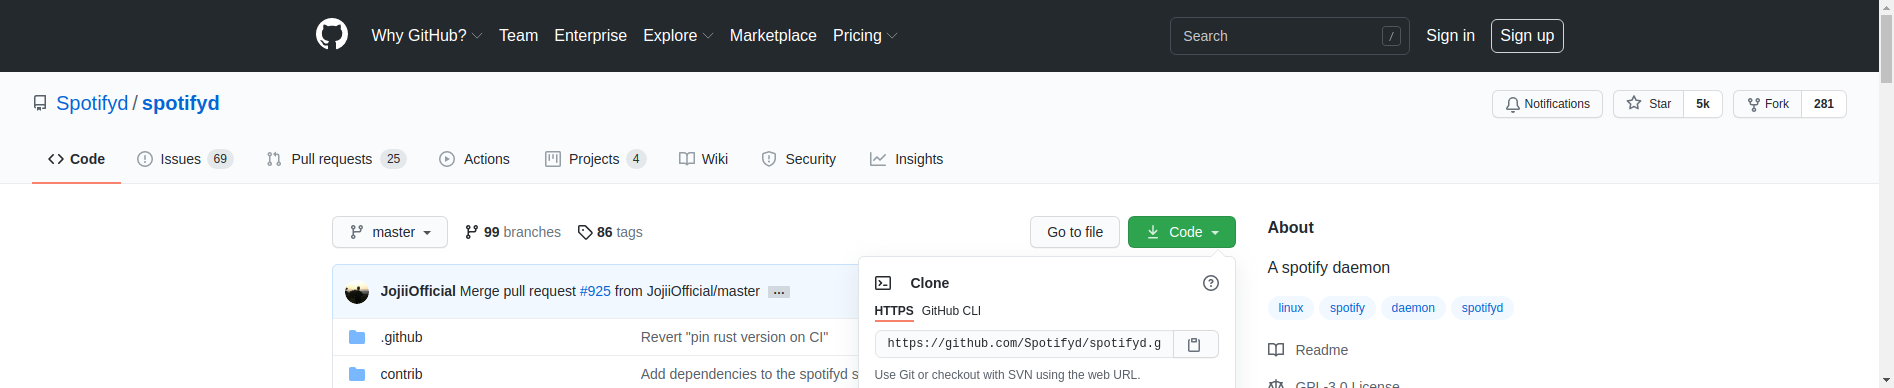 Why GitHub? Team Enterprise Explore Marketplace Pricing Search / Sign in Sign up
Spotifyd / spotifyd Notifications Star 5k Fork 281
Code Issues 69 Pull requests 25 Actions Projects 4 Wiki Security Insights
master 99 branches 86 tags Go to file Code
About
A spotify daemon
JojiiOfficial Merge pull request #925 from JojiiOfficial/master ...
Clone
HTTPS GitHub CLI
linux spotify daemon spotifyd
.github Revert "pin rust version on CI"
https://github.com/Spotifyd/spotifyd.g
Readme
contrib Add dependencies to the spotifyd s
Use Git or checkout with SVN using the web URL.
GPL-3.0 License